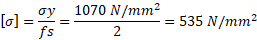 [σ] = σy / fs = 1070 N/mm² / 2 = 535 N/mm²